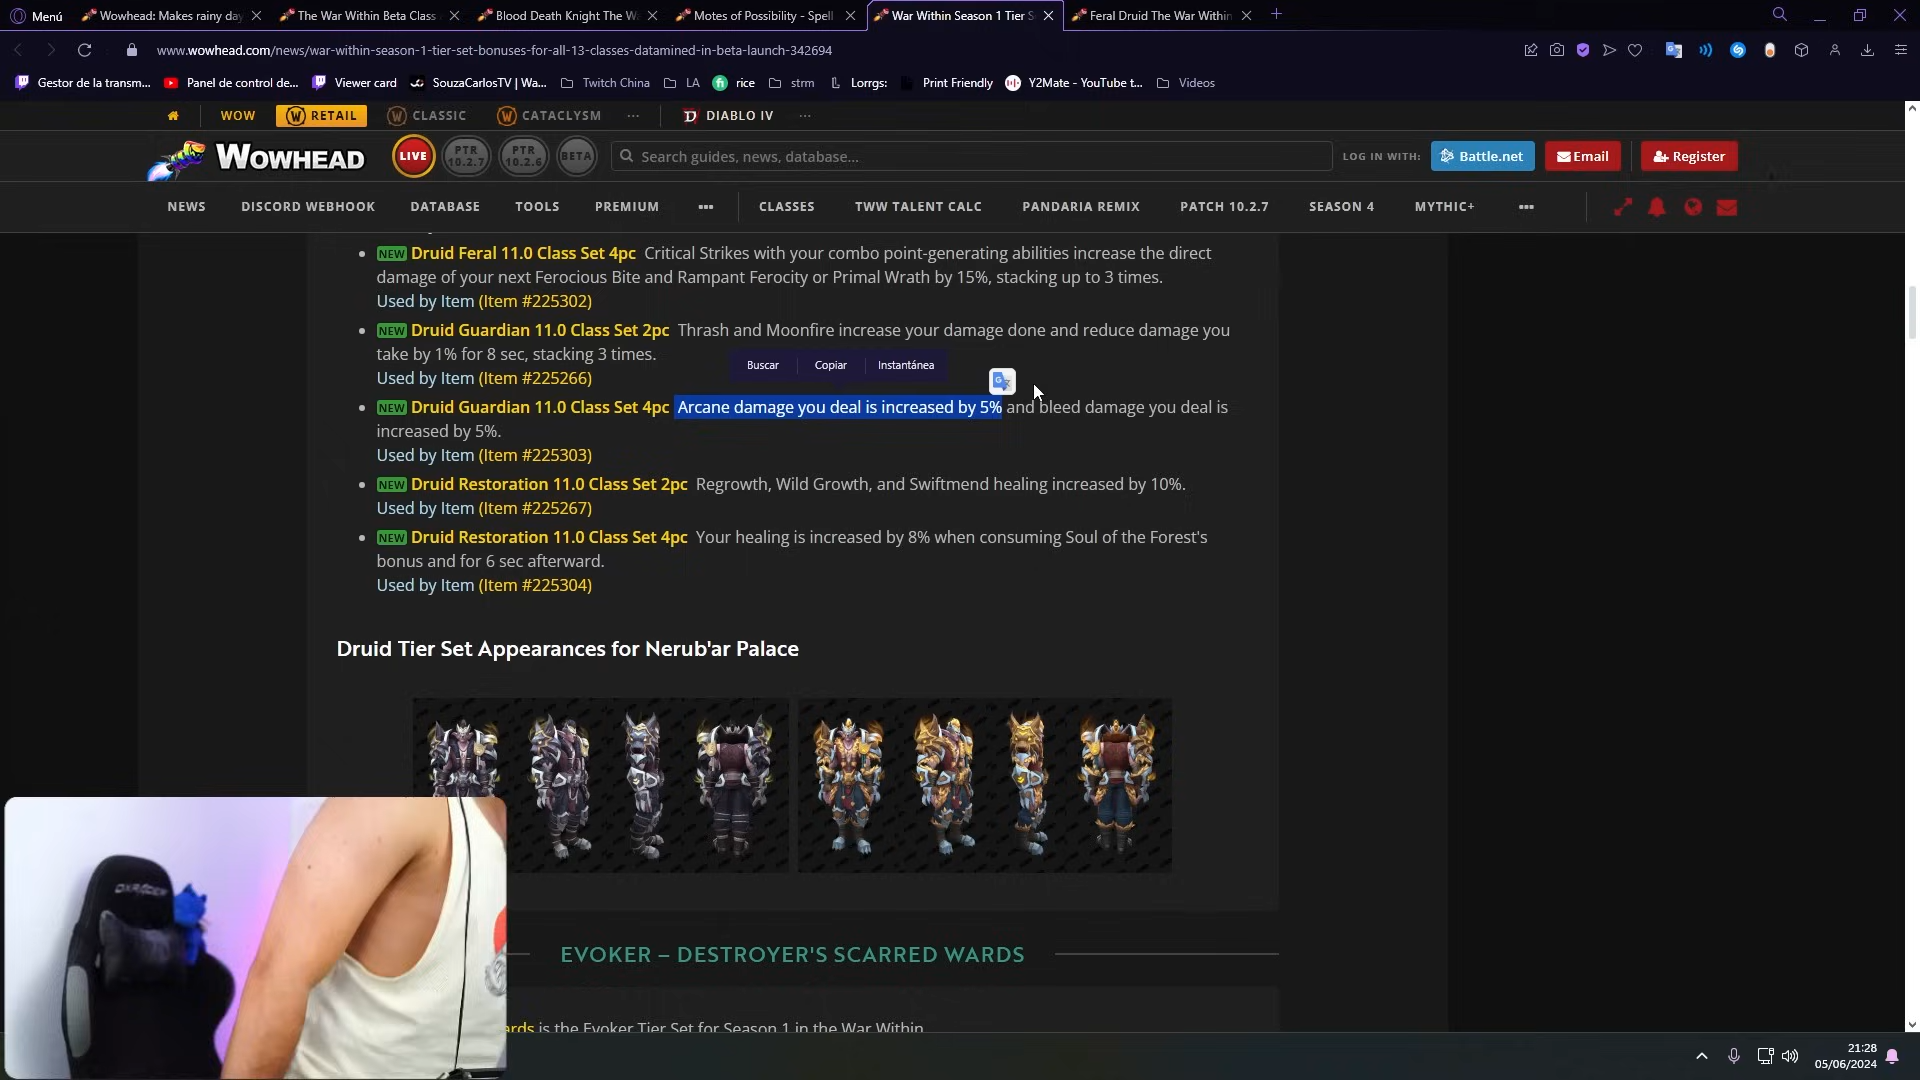 Menú
Wowhead: Makes rainy day
The War Within Beta Class
Blood Death Knight The W
Motes of Possibility - Spell
War Within Season 1 Tier S
Feral Druid The War Within
www.wowhead.com/news/war-within-season-1-tier-set-bonuses-for-all-13-classes-datamined-in-beta-launch-342694
Gestor de la transm...
Panel de control de...
Viewer card
SouzaCarlosTV | Wa...
Twitch China
LA
rice
strm
Lorrgs:
Print Friendly
Y2Mate - YouTube t...
Videos
WOW
RETAIL
CLASSIC
CATACLYSM
...
DIABLO IV
...
WOWHEAD
LIVE
PTR
10.2.7
PTR
10.2.6
BETA
Search guides, news, database...
LOG IN WITH:
Battle.net
Email
Register
NEWS
DISCORD WEBHOOK
DATABASE
TOOLS
PREMIUM
...
CLASSES
TWW TALENT CALC
PANDARIA REMIX
PATCH 10.2.7
SEASON 4
MYTHIC+
...
NEW Druid Feral 11.0 Class Set 4pc Critical Strikes with your combo point-generating abilities increase the direct
damage of your next Ferocious Bite and Rampant Ferocity or Primal Wrath by 15%, stacking up to 3 times.
Used by Item (Item #225302)
NEW Druid Guardian 11.0 Class Set 2pc Thrash and Moonfire increase your damage done and reduce damage you
take by 1% for 8 sec, stacking 3 times.
Buscar
Copiar
Instantánea
Used by Item (Item #225266)
NEW Druid Guardian 11.0 Class Set 4pc Arcane damage you deal is increased by 5% and bleed damage you deal is
increased by 5%.
Used by Item (Item #225303)
NEW Druid Restoration 11.0 Class Set 2pc Regrowth, Wild Growth, and Swiftmend healing increased by 10%.
Used by Item (Item #225267)
NEW Druid Restoration 11.0 Class Set 4pc Your healing is increased by 8% when consuming Soul of the Forest's
bonus and for 6 sec afterward.
Used by Item (Item #225304)
Druid Tier Set Appearances for Nerub'ar Palace
DXRACER
EVOKER – DESTROYER'S SCARRED WARDS
ards is the Evoker Tier Set for Season 1 in the War Within
21:28
05/06/2024